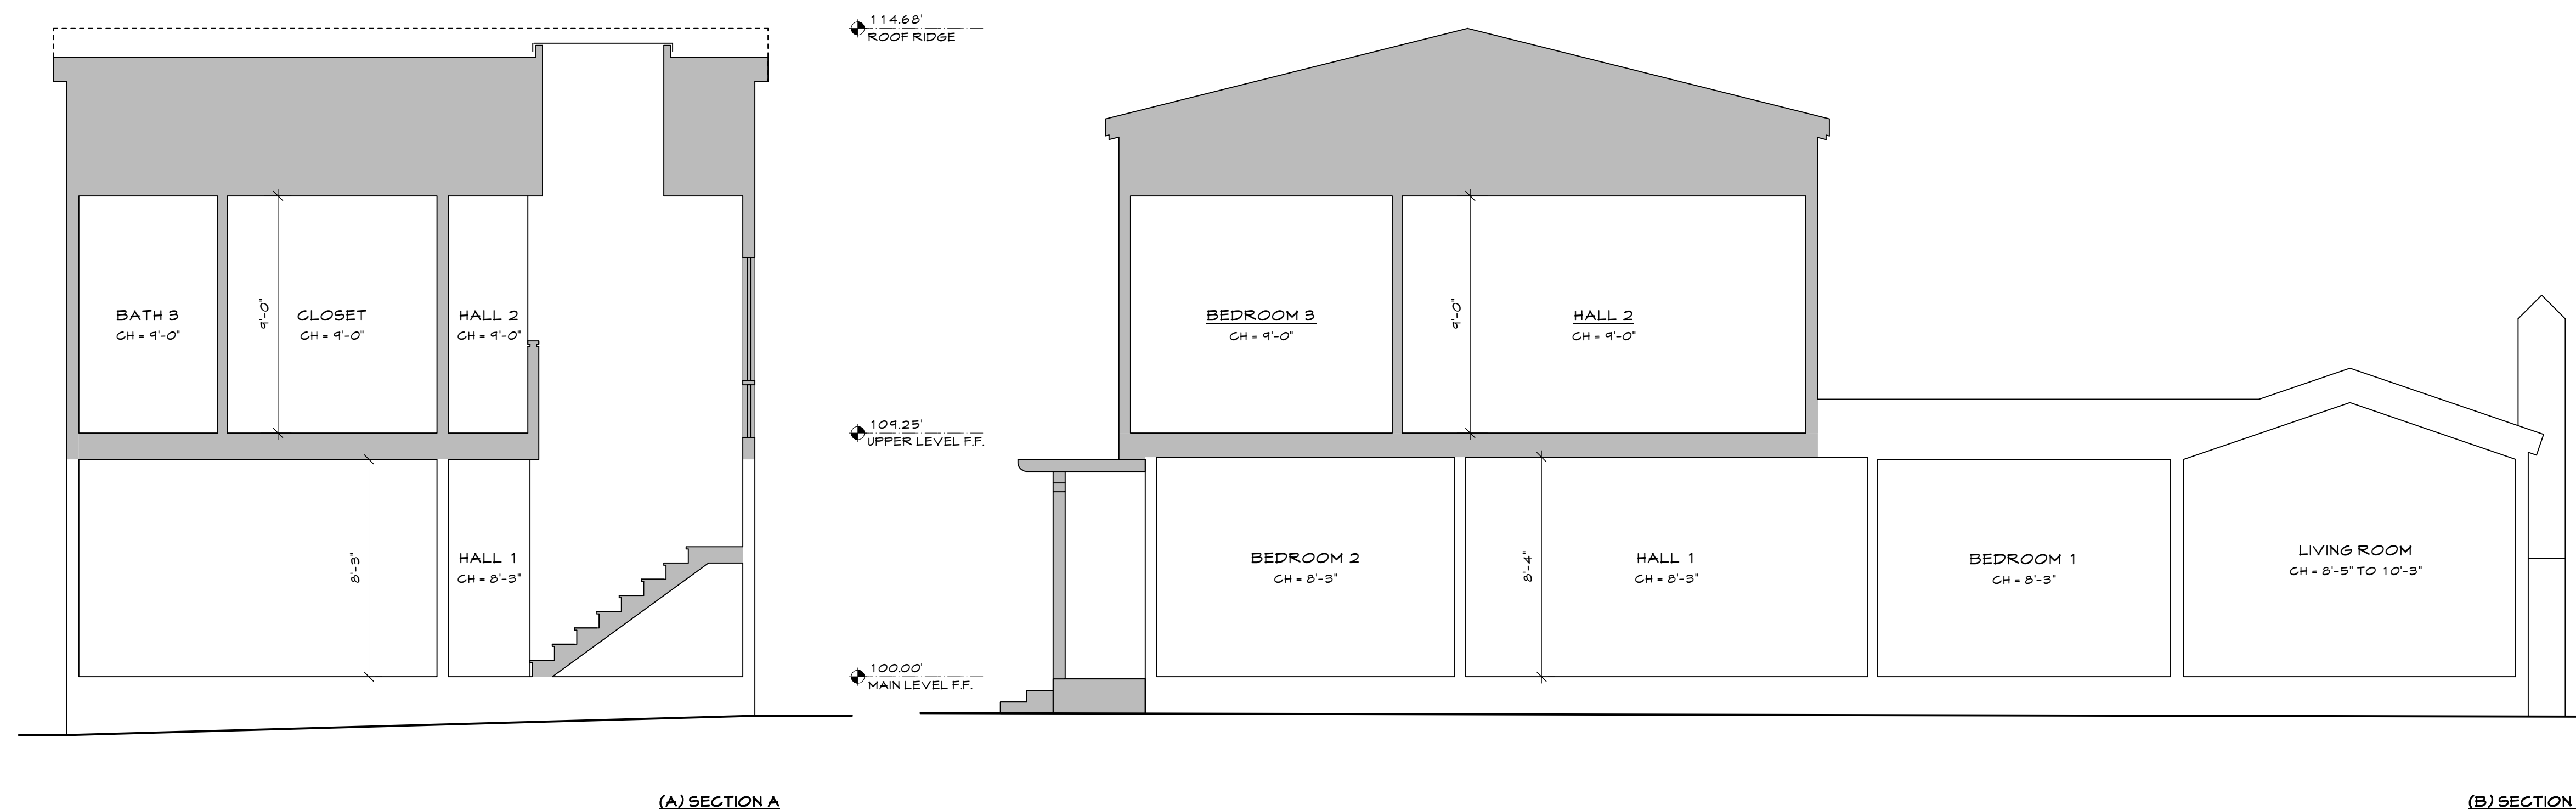 114.68'
ROOF RIDGE
BATH 3
CH = 9'-0"
9'-0"
CLOSET
CH = 9'-0"
HALL 2
CH = 9'-0"
BEDROOM 3
CH = 9'-0"
9'-0"
HALL 2
CH = 9'-0"
109.25'
UPPER LEVEL F.F.
8'-3"
HALL 1
CH = 8'-3"
BEDROOM 2
CH = 8'-3"
8'-4"
HALL 1
CH = 8'-3"
BEDROOM 1
CH = 8'-3"
LIVING ROOM
CH = 8'-5" TO 10'-3"
100.00'
MAIN LEVEL F.F.
(A) SECTION A
(B) SECTION